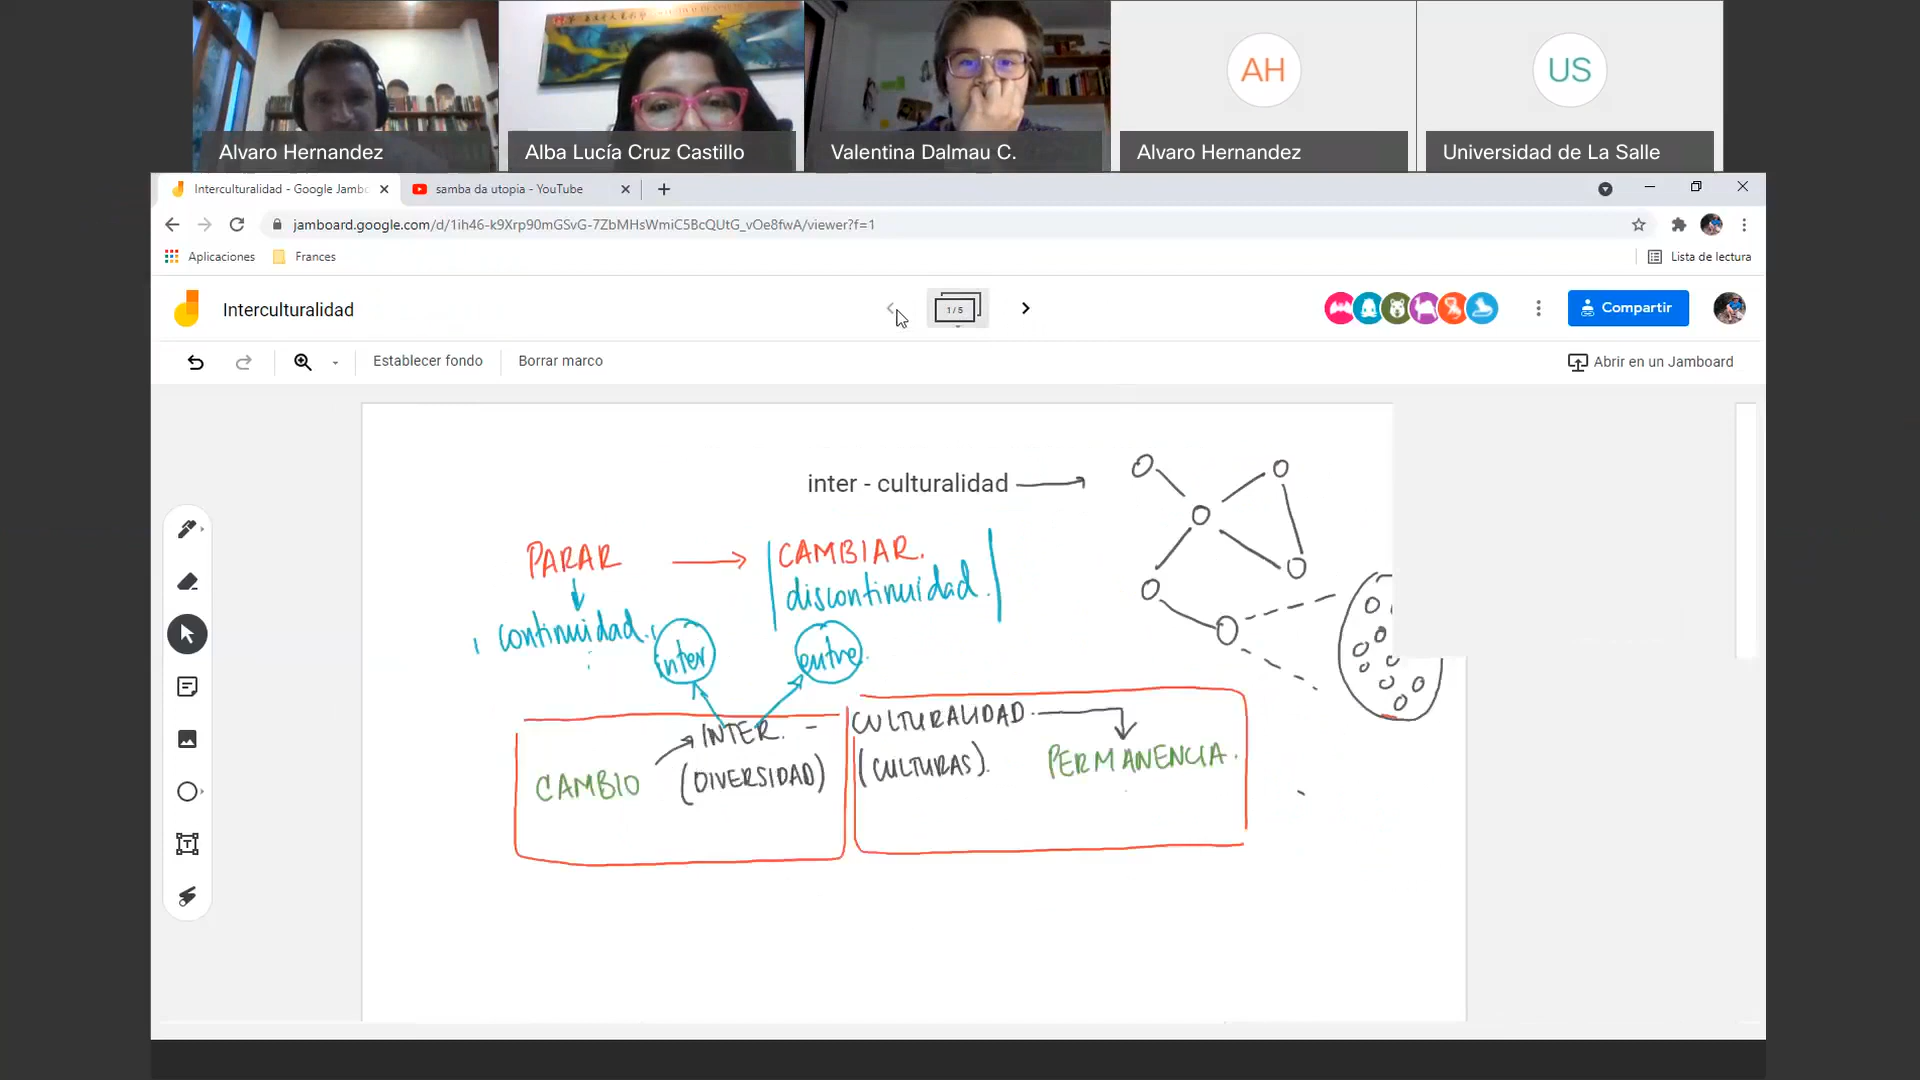 AH
US
Alvaro Hernandez
Alba Lucía Cruz Castillo
Valentina Dalmau C.
Alvaro Hernandez
Universidad de La Salle
Interculturalidad - Google Jambo
samba da utopia - YouTube
jamboard.google.com/d/1ih46-k9Xrp90mGSvG-7ZbMHsWmiC5BcQUtG_vOe8fwA/viewer?f=1
Aplicaciones
Frances
Lista de lectura
Interculturalidad
1 / 5
Compartir
Establecer fondo
Borrar marco
Abrir en un Jamboard
inter - culturalidad
PARAR
CAMBIAR.
discontinuidad.
continuidad.
inter
entre.
INTER. -
CULTURALIDAD
CAMBIO
(DIVERSIDAD)
(CULTURAS).
PERMANENCIA.